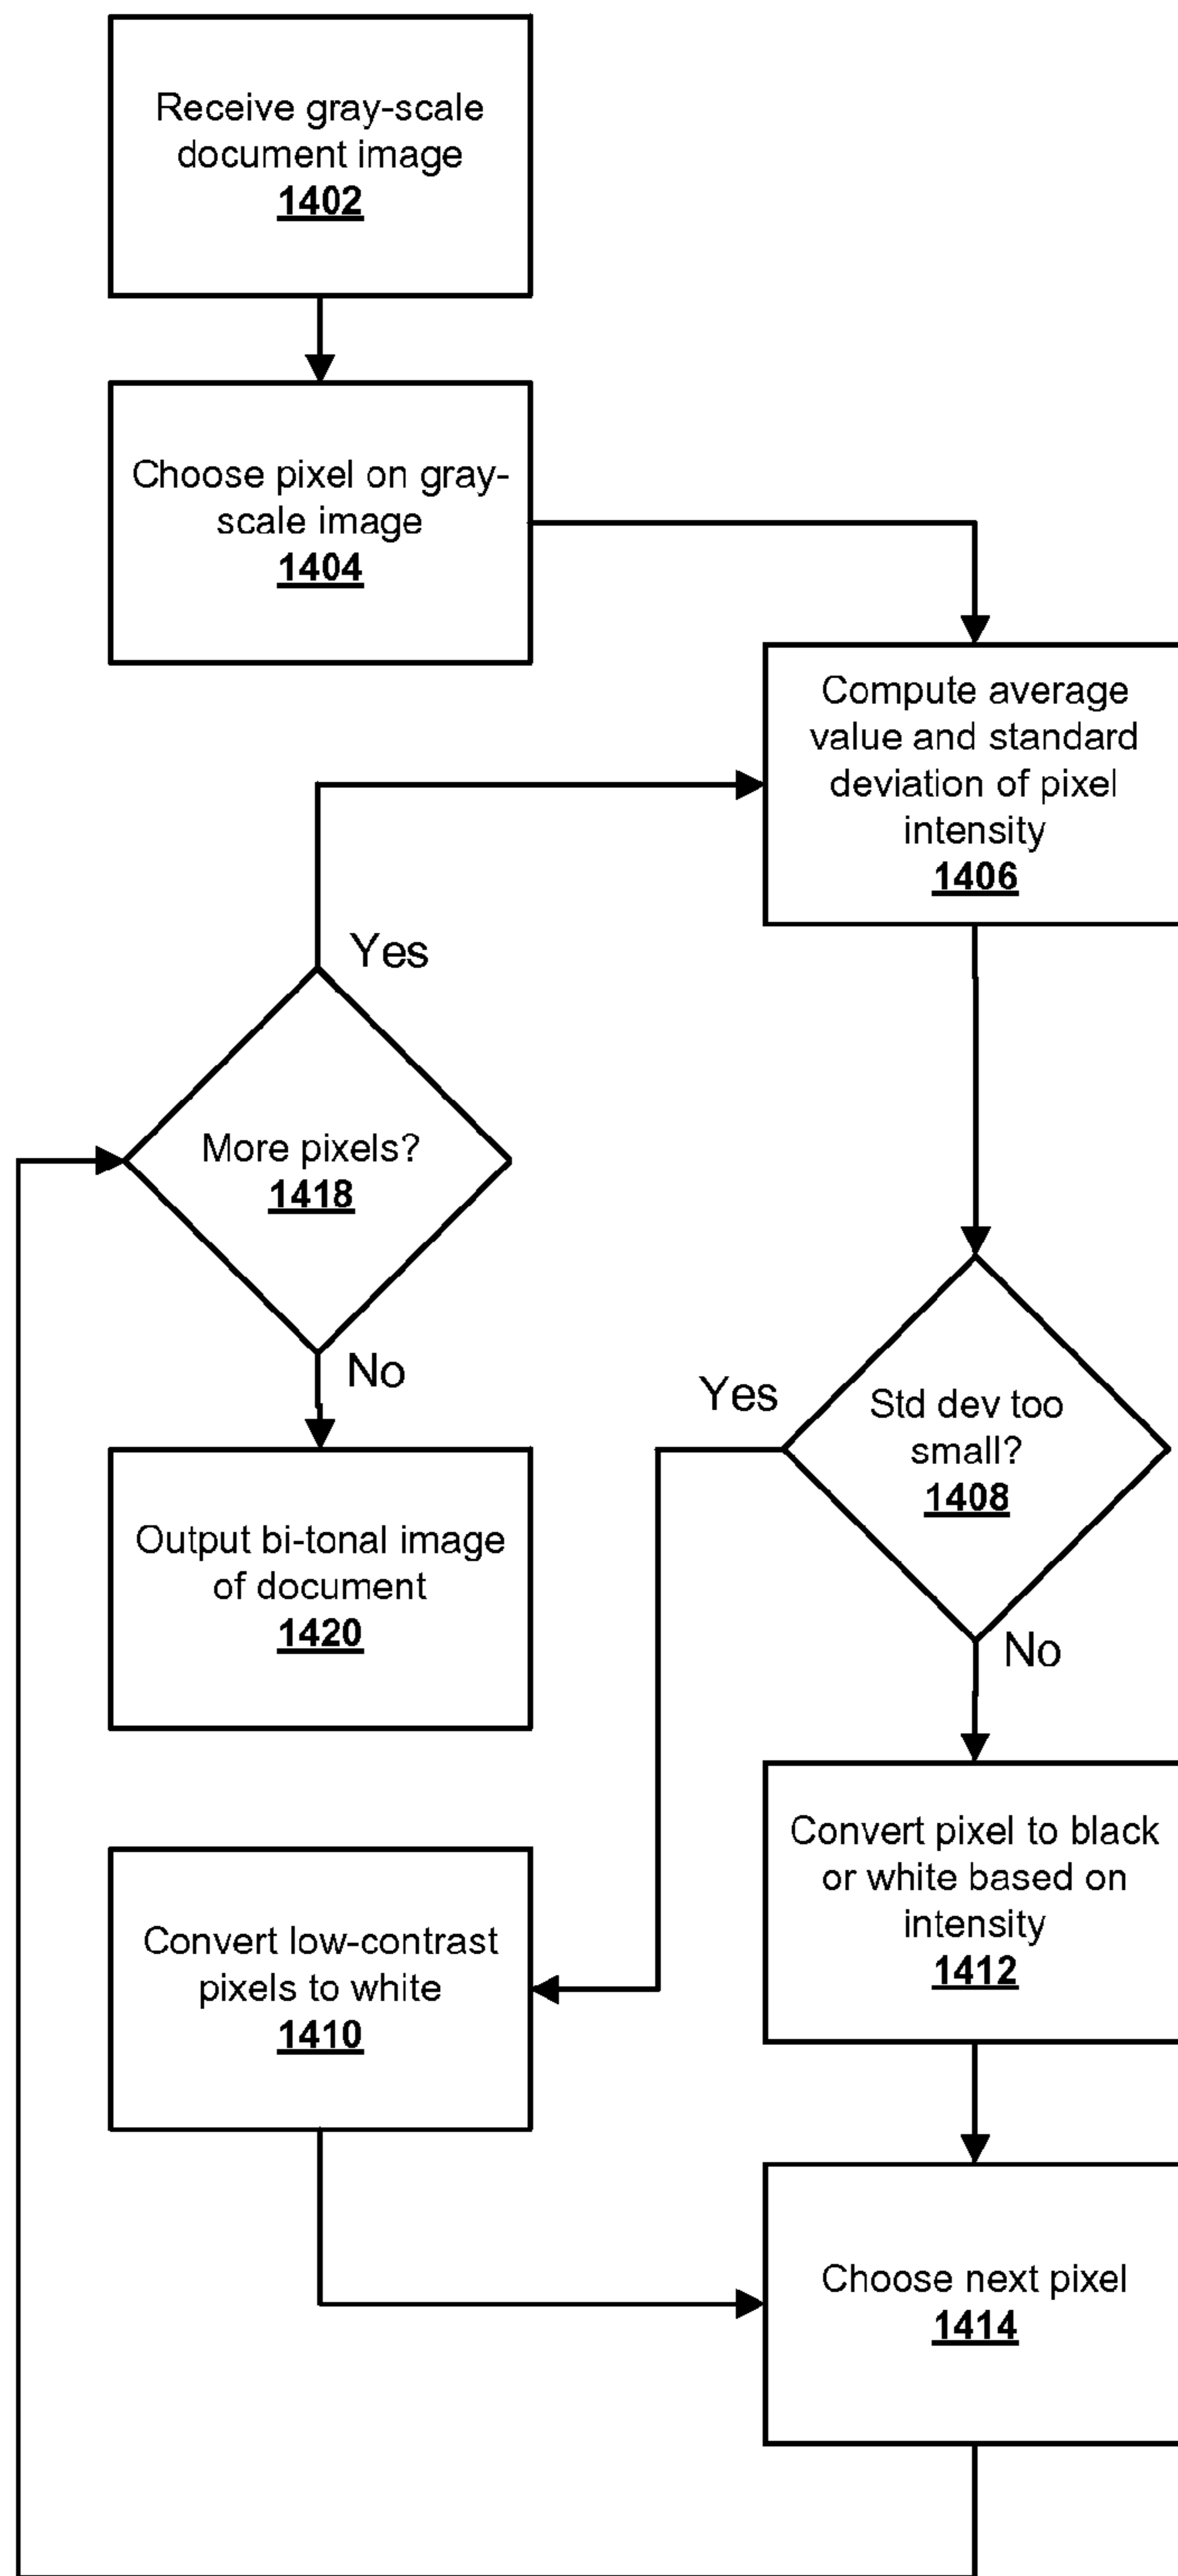 Receive gray-scale
document image
1402
Choose pixel on gray-
scale image
1404
Compute average
value and standard
deviation of pixel
intensity
1406
Yes
More pixels?
1418
No
Yes
Std dev too
small?
1408
No
Output bi-tonal image
of document
1420
Convert pixel to black
or white based on
intensity
1412
Convert low-contrast
pixels to white
1410
Choose next pixel
1414